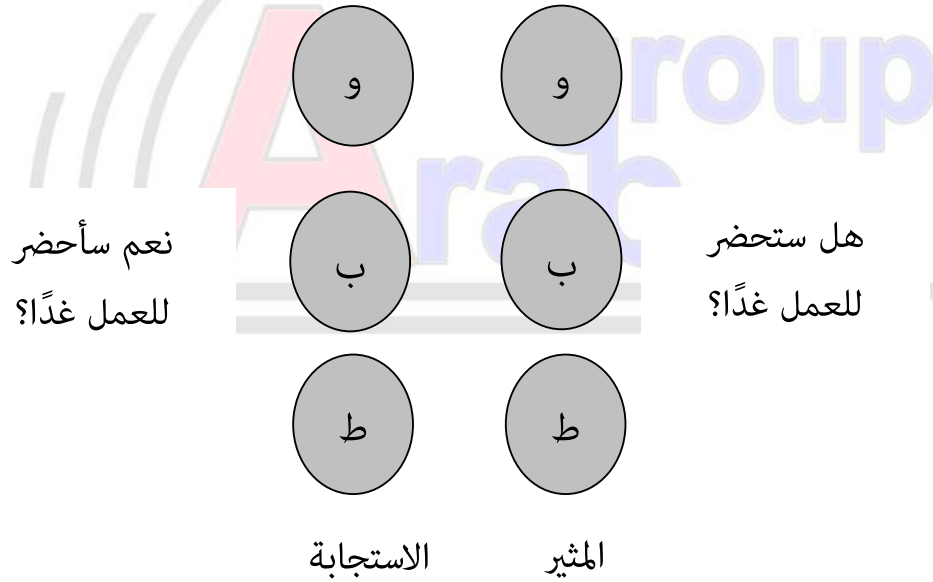 و
و
هل ستحضر
للعمل غدًا؟
ب
ب
نعم سأحضر
للعمل غدًا؟
ط
ط
المثير
الاستجابة
Arab
Group